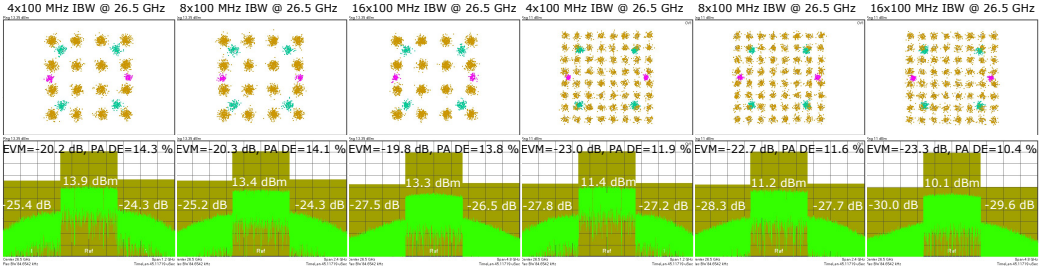 4x100 MHz IBW @ 26.5 GHz
8x100 MHz IBW @ 26.5 GHz
16x100 MHz IBW @ 26.5 GHz
4x100 MHz IBW @ 26.5 GHz
8x100 MHz IBW @ 26.5 GHz
16x100 MHz IBW @ 26.5 GHz
EVM=-20.2 dB, PA DE=14.3 %
13.9 dBm
-25.4 dB
-24.3 dB
Ref
EVM=-20.3 dB, PA DE=14.1 %
13.4 dBm
-25.2 dB
-24.3 dB
Ref
EVM=-19.8 dB, PA DE=13.8 %
13.3 dBm
-27.5 dB
-26.5 dB
Ref
EVM=-23.0 dB, PA DE=11.9 %
11.4 dBm
-27.8 dB
-27.2 dB
Ref
EVM=-22.7 dB, PA DE=11.6 %
11.2 dBm
-28.3 dB
-27.7 dB
Ref
EVM=-23.3 dB, PA DE=10.4 %
10.1 dBm
-30.0 dB
-29.6 dB
Ref